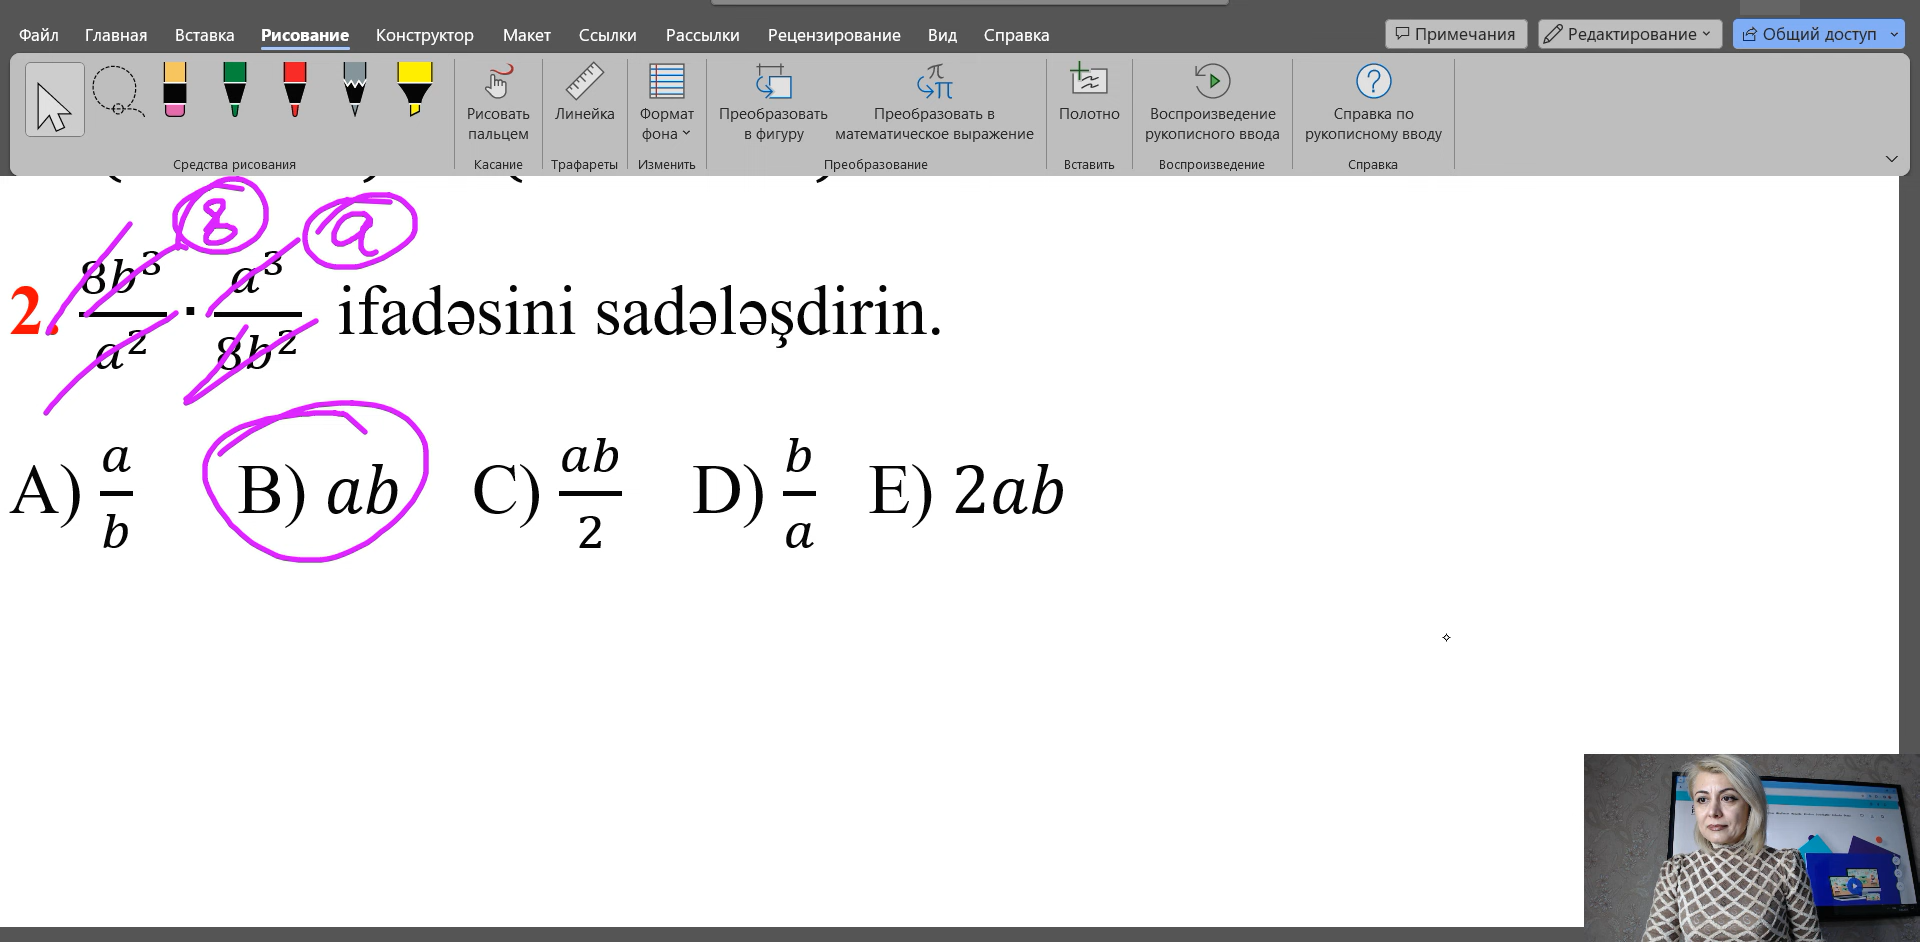 Файл Главная Вставка Рисование Конструктор Макет Ссылки Рассылки Рецензирование Вид Справка Примечания Редактирование Общий доступ
Рисовать пальцем Линейка Формат фона Преобразовать в фигуру Преобразовать в математическое выражение Полотно Воспроизведение рукописного ввода Справка по рукописному вводу
Средства рисования Касание Трафареты Изменить Преобразование Вставить Воспроизведение Справка
8 a
2. 8b³/a² · a³/8b² ifadəsini sadələşdirin.
A) a/b B) ab C) ab/2 D) b/a E) 2ab